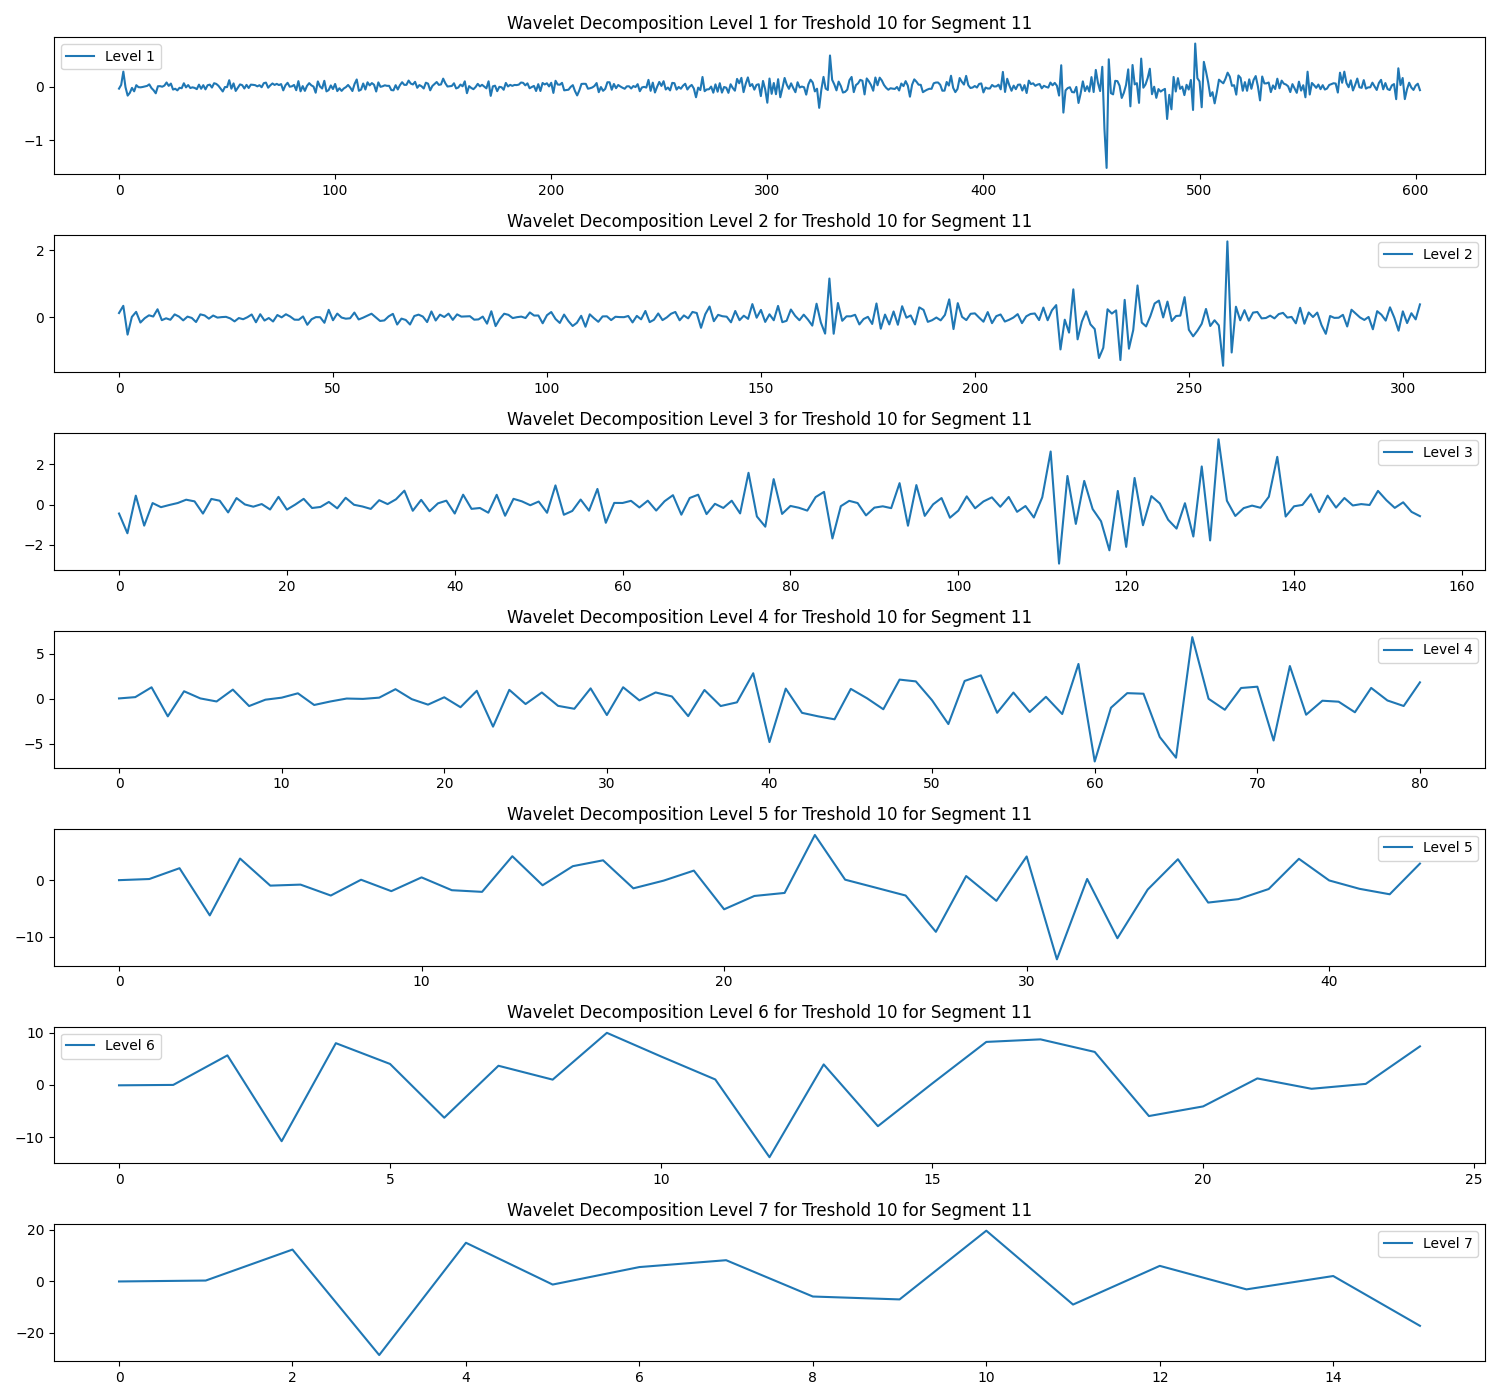 Wavelet Decomposition Level 1 for Treshold 10 for Segment 11
Level 1
0
−1
0 100 200 300 400 500 600
Wavelet Decomposition Level 2 for Treshold 10 for Segment 11
Level 2
2
0
0 50 100 150 200 250 300
Wavelet Decomposition Level 3 for Treshold 10 for Segment 11
Level 3
2
0
−2
0 20 40 60 80 100 120 140 160
Wavelet Decomposition Level 4 for Treshold 10 for Segment 11
Level 4
5
0
−5
0 10 20 30 40 50 60 70 80
Wavelet Decomposition Level 5 for Treshold 10 for Segment 11
Level 5
0
−10
0 10 20 30 40
Wavelet Decomposition Level 6 for Treshold 10 for Segment 11
10
Level 6
0
−10
0 5 10 15 20 25
Wavelet Decomposition Level 7 for Treshold 10 for Segment 11
20
Level 7
0
−20
0 2 4 6 8 10 12 14